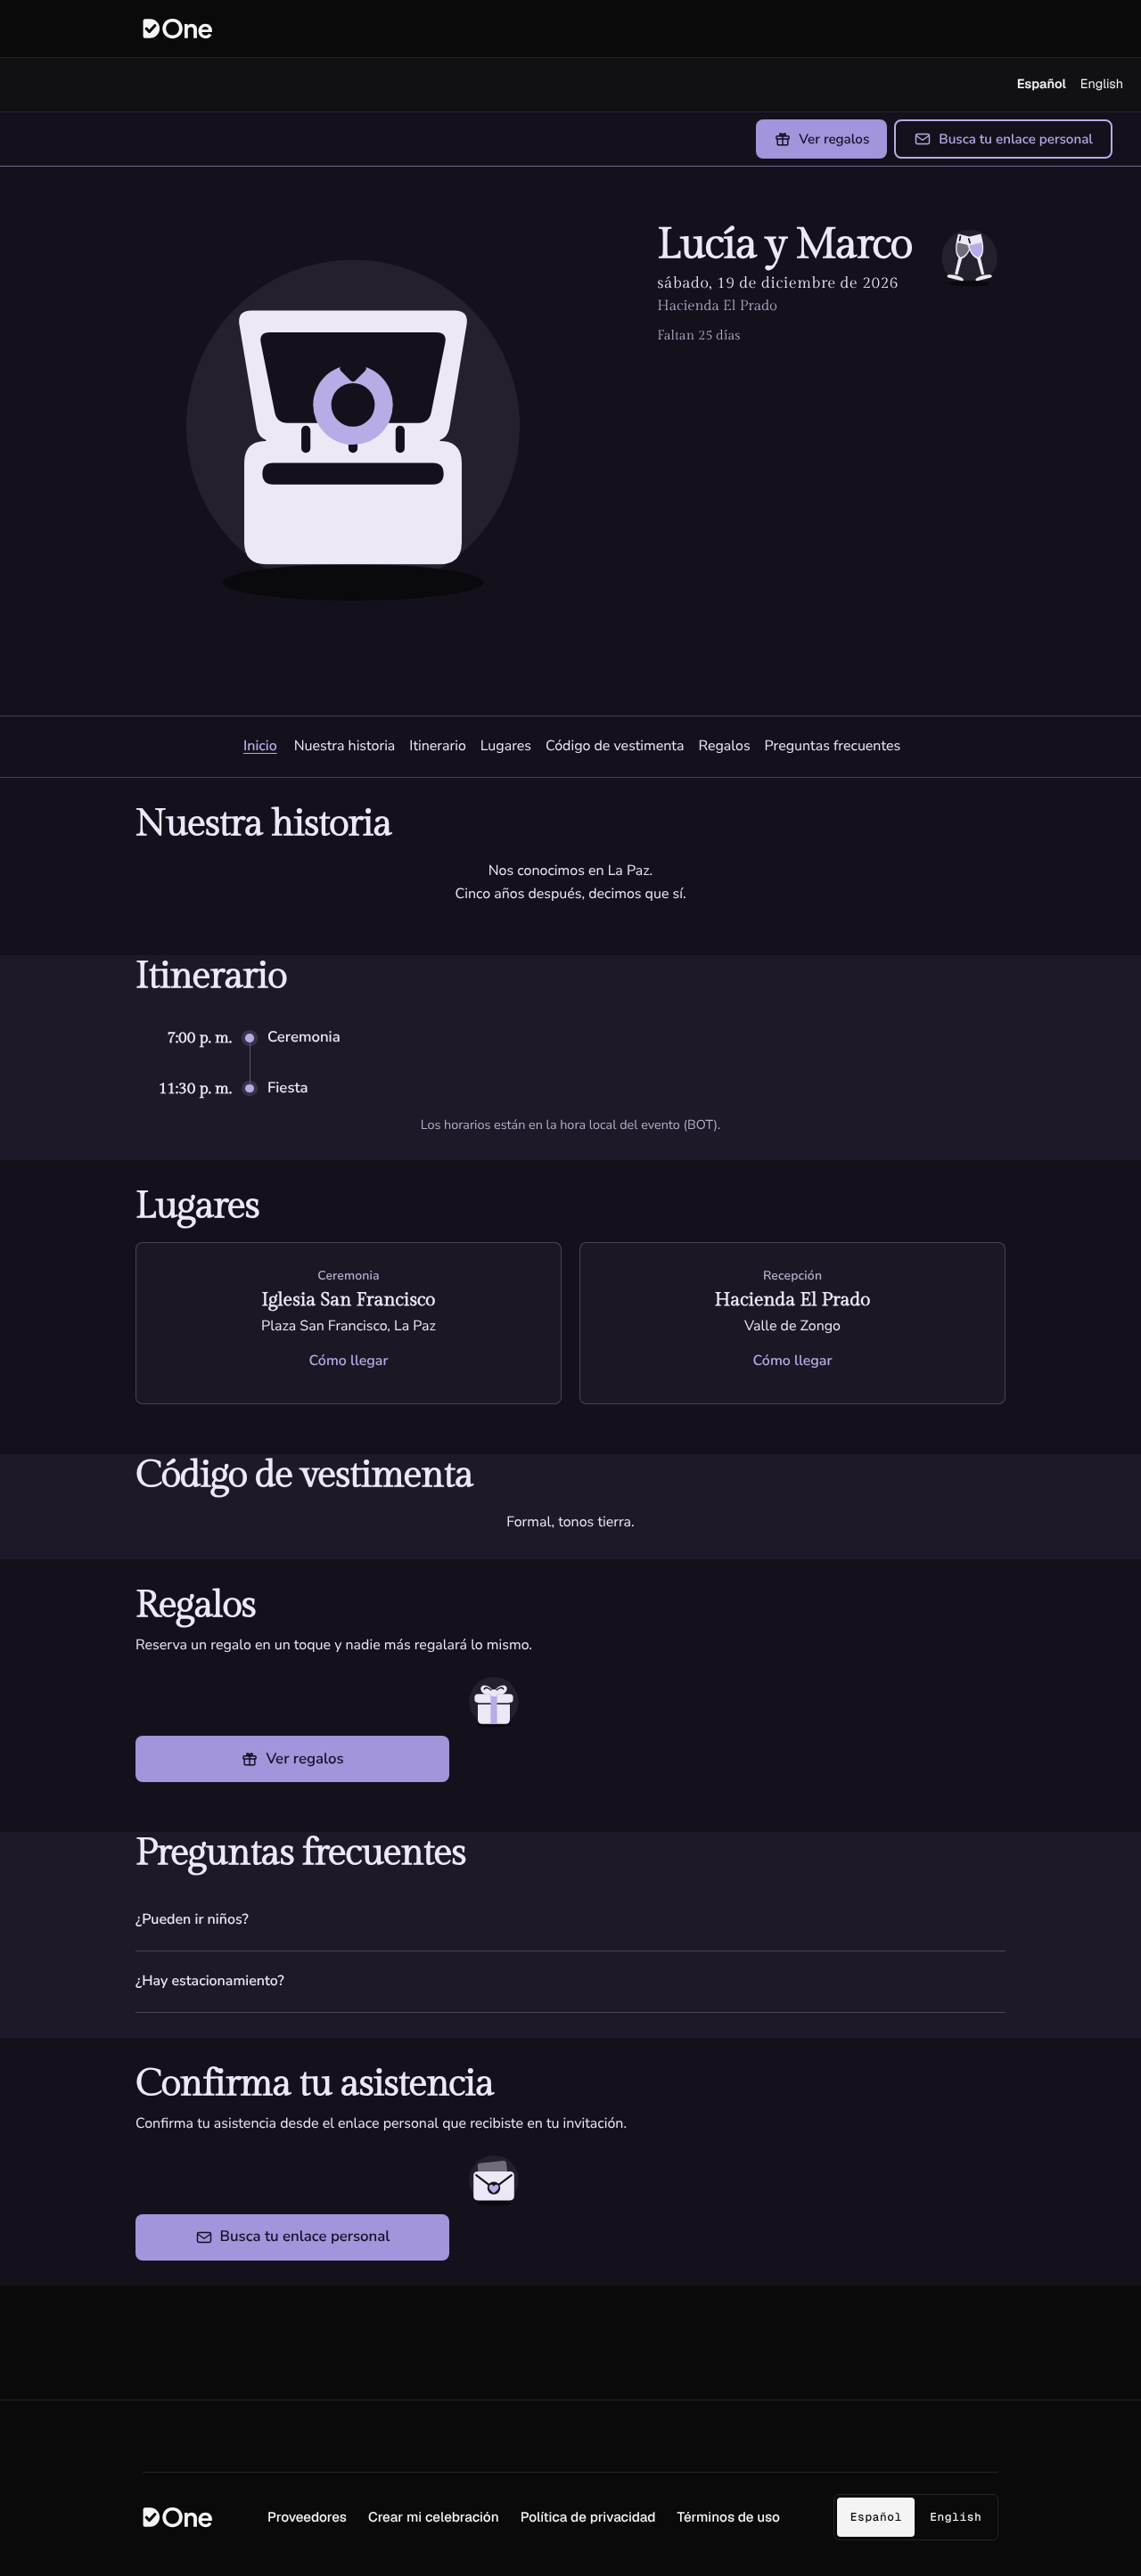 DOne
Español English
Ver regalos Busca tu enlace personal
Lucía y Marco
sábado, 19 de diciembre de 2026
Hacienda El Prado
Faltan 25 días
Inicio Nuestra historia Itinerario Lugares Código de vestimenta Regalos Preguntas frecuentes
Nuestra historia
Nos conocimos en La Paz.
Cinco años después, decimos que sí.
Itinerario
7:00 p. m. Ceremonia
11:30 p. m. Fiesta
Los horarios están en la hora local del evento (BOT).
Lugares
Ceremonia
Iglesia San Francisco
Plaza San Francisco, La Paz
Cómo llegar
Recepción
Hacienda El Prado
Valle de Zongo
Cómo llegar
Código de vestimenta
Formal, tonos tierra.
Regalos
Reserva un regalo en un toque y nadie más regalará lo mismo.
Ver regalos
Preguntas frecuentes
¿Pueden ir niños?
¿Hay estacionamiento?
Confirma tu asistencia
Confirma tu asistencia desde el enlace personal que recibiste en tu invitación.
Busca tu enlace personal
DOne Proveedores Crear mi celebración Política de privacidad Términos de uso Español English